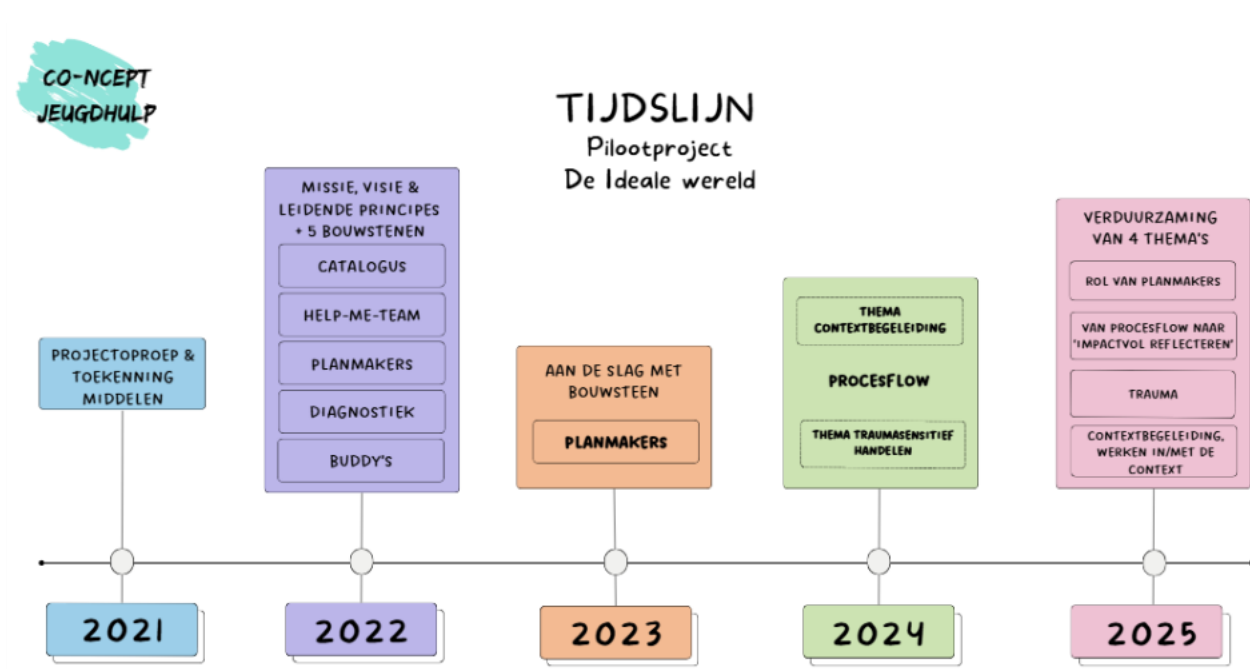 CO-NCEPT
JEUGDHULP
TIJDSLIJN
Pilootproject
De Ideale wereld
PROJECTOPROEP &
TOEKENNING
MIDDELEN
MISSIE, VISIE &
LEIDENDE PRINCIPES
+ 5 BOUWSTENEN
CATALOGUS
HELP-ME-TEAM
PLANMAKERS
DIAGNOSTIEK
BUDDY'S
AAN DE SLAG MET
BOUWSTEEN
PLANMAKERS
THEMA
CONTEXTBEGELEIDING
PROCESFLOW
THEMA TRAUMASENSITIEF
HANDELEN
VERDUURZAMING
VAN 4 THEMA'S
ROL VAN PLANMAKERS
VAN PROCESFLOW NAAR
'IMPACTVOL REFLECTEREN'
TRAUMA
CONTEXTBEGELEIDING,
WERKEN IN/MET DE
CONTEXT
2021
2022
2023
2024
2025